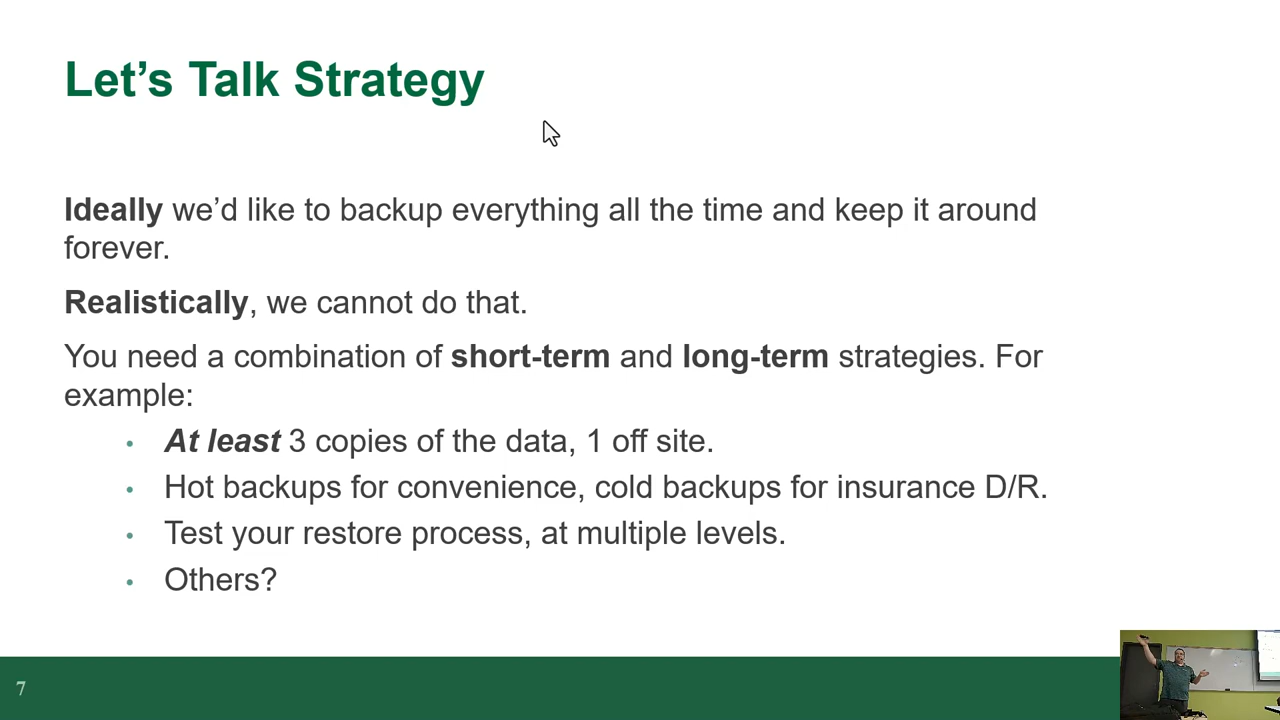 Let’s Talk Strategy
Ideally we’d like to backup everything all the time and keep it around
forever.
Realistically, we cannot do that.
You need a combination of short-term and long-term strategies. For
example:
• At least 3 copies of the data, 1 off site.
• Hot backups for convenience, cold backups for insurance D/R.
• Test your restore process, at multiple levels.
• Others?
7